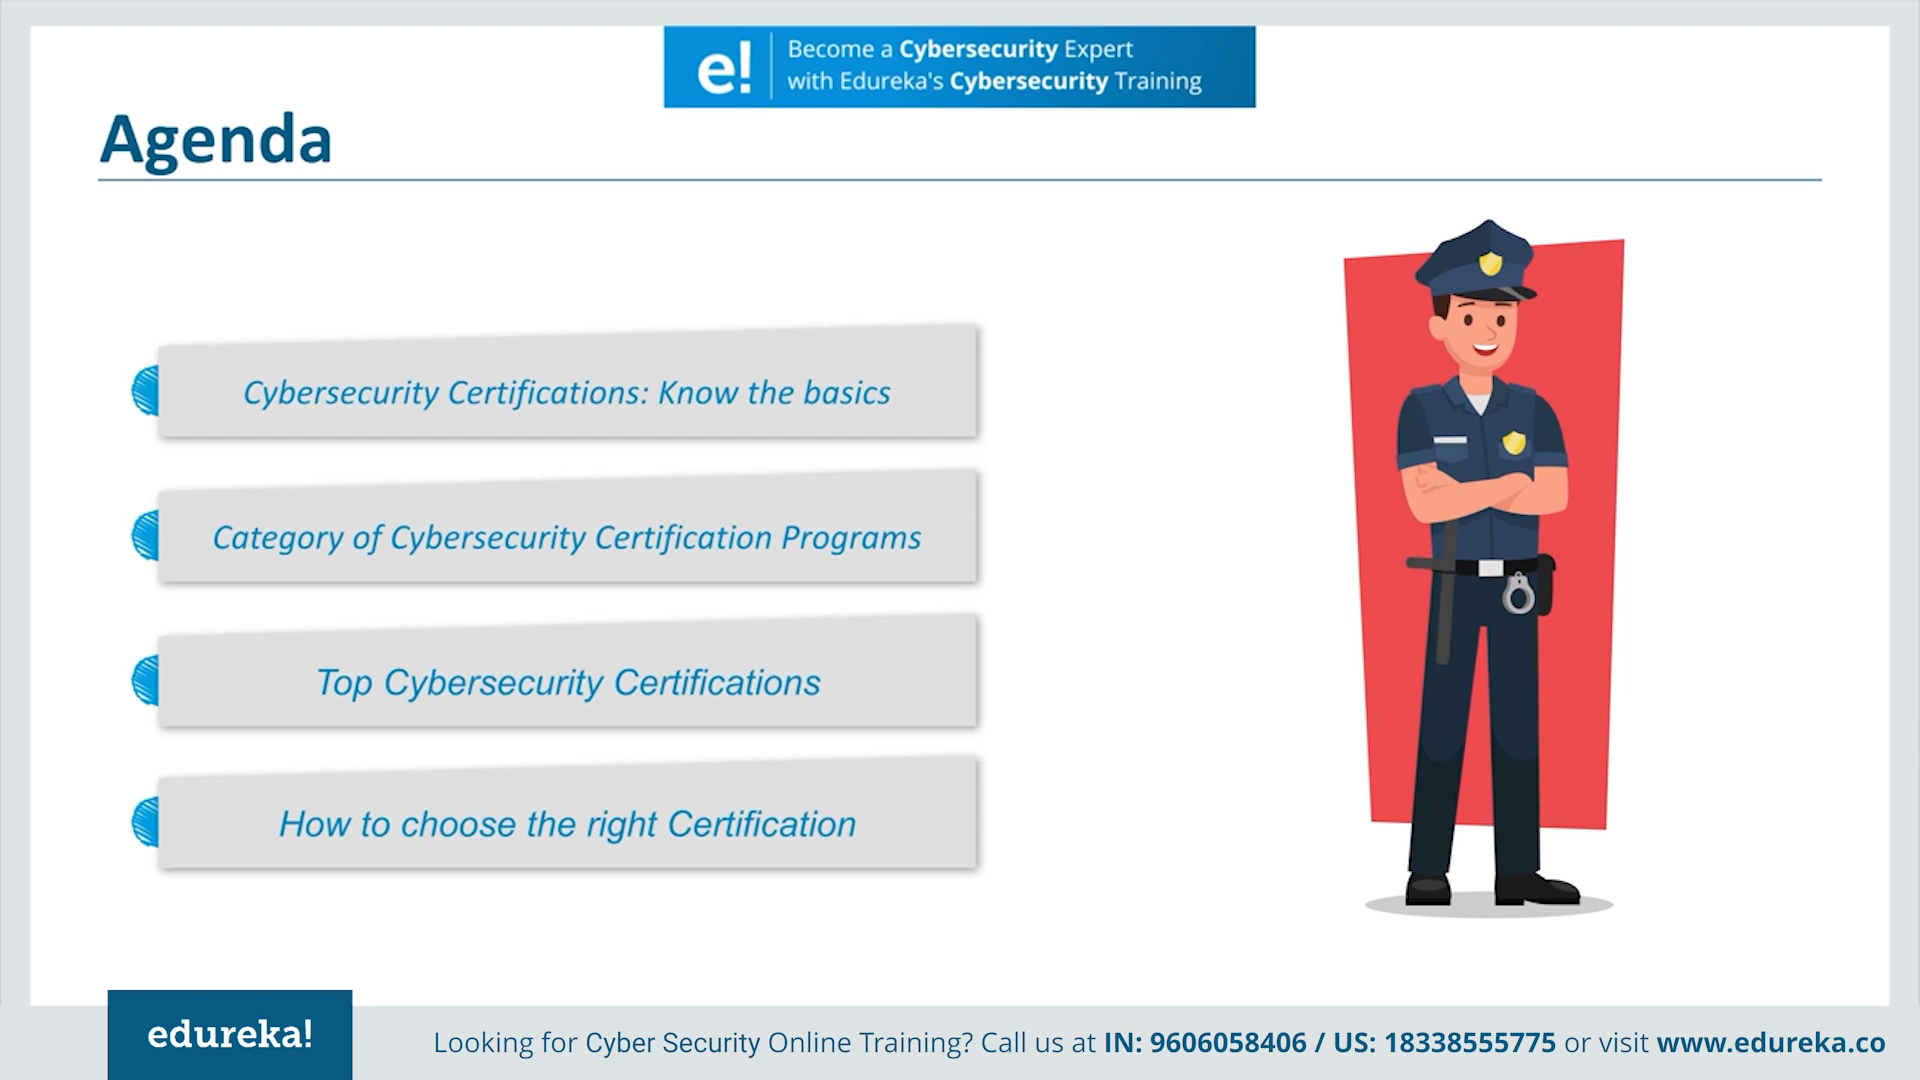 e!
Become a Cybersecurity Expert
with Edureka's Cybersecurity Training
Agenda
Cybersecurity Certifications: Know the basics
Category of Cybersecurity Certification Programs
Top Cybersecurity Certifications
How to choose the right Certification
edureka!
Looking for Cyber Security Online Training? Call us at IN: 9606058406 / US: 18338555775 or visit www.edureka.co